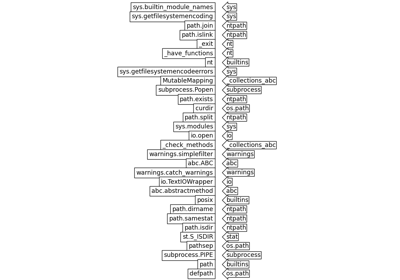 sys.builtin_module_names sys
sys.getfilesystemencoding sys
path.join ntpath
path.islink ntpath
_exit nt
_have_functions nt
nt builtins
sys.getfilesystemencodeerrors sys
MutableMapping _collections_abc
subprocess.Popen subprocess
path.exists ntpath
curdir os.path
path.split ntpath
sys.modules sys
io.open io
_check_methods _collections_abc
warnings.simplefilter warnings
abc.ABC abc
warnings.catch_warnings warnings
io.TextIOWrapper io
abc.abstractmethod abc
posix builtins
path.dirname ntpath
path.samestat ntpath
path.isdir ntpath
st.S_ISDIR stat
pathsep os.path
subprocess.PIPE subprocess
path builtins
defpath os.path